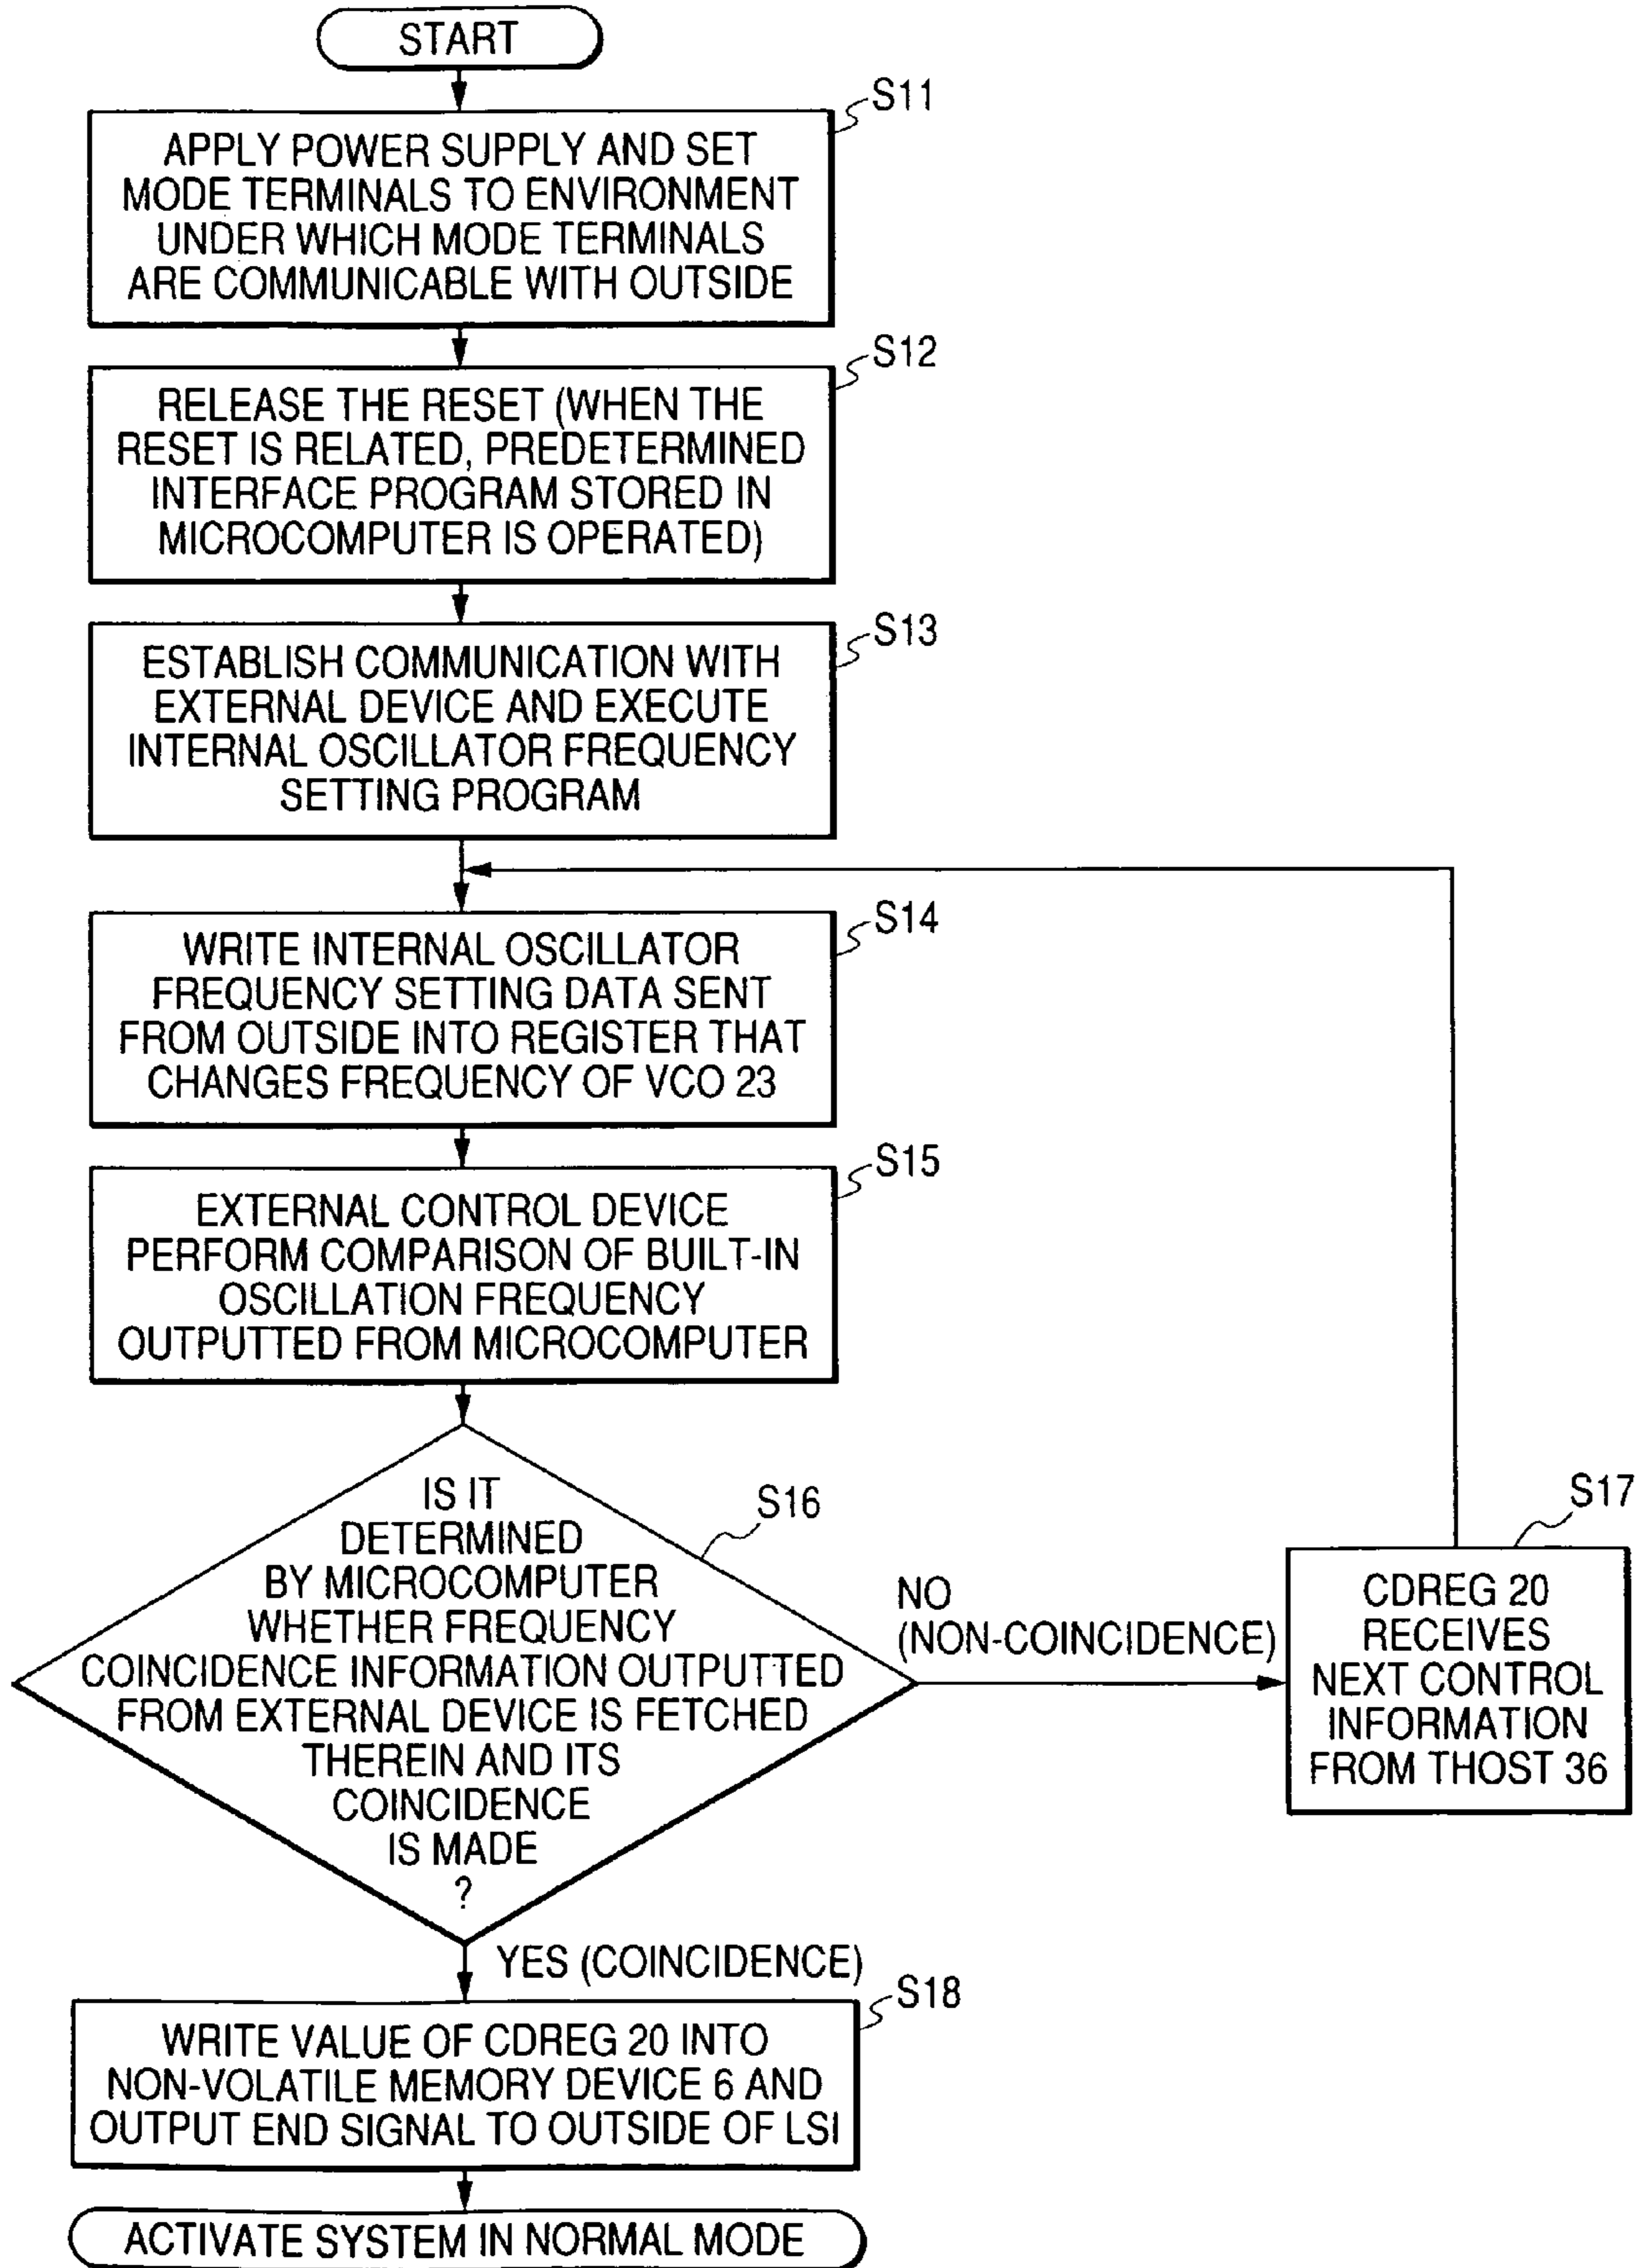 START
S11
APPLY POWER SUPPLY AND SET
MODE TERMINALS TO ENVIRONMENT
UNDER WHICH MODE TERMINALS
ARE COMMUNICABLE WITH OUTSIDE
S12
RELEASE THE RESET (WHEN THE
RESET IS RELATED, PREDETERMINED
INTERFACE PROGRAM STORED IN
MICROCOMPUTER IS OPERATED)
S13
ESTABLISH COMMUNICATION WITH
EXTERNAL DEVICE AND EXECUTE
INTERNAL OSCILLATOR FREQUENCY
SETTING PROGRAM
S14
WRITE INTERNAL OSCILLATOR
FREQUENCY SETTING DATA SENT
FROM OUTSIDE INTO REGISTER THAT
CHANGES FREQUENCY OF VCO 23
S15
EXTERNAL CONTROL DEVICE
PERFORM COMPARISON OF BUILT-IN
OSCILLATION FREQUENCY
OUTPUTTED FROM MICROCOMPUTER
S16
IS IT
DETERMINED
BY MICROCOMPUTER
WHETHER FREQUENCY
COINCIDENCE INFORMATION OUTPUTTED
FROM EXTERNAL DEVICE IS FETCHED
THEREIN AND ITS
COINCIDENCE
IS MADE
?
NO
(NON-COINCIDENCE)
S17
CDREG 20
RECEIVES
NEXT CONTROL
INFORMATION
FROM THOST 36
YES (COINCIDENCE)
S18
WRITE VALUE OF CDREG 20 INTO
NON-VOLATILE MEMORY DEVICE 6 AND
OUTPUT END SIGNAL TO OUTSIDE OF LSI
ACTIVATE SYSTEM IN NORMAL MODE